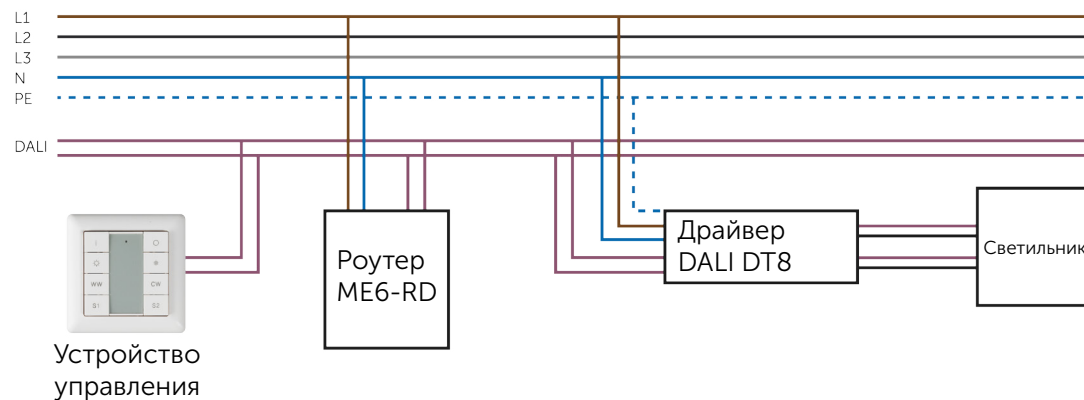 L1
L2
L3
N
PE
DALI
WW
CW
S1
S2
Устройство
управления
Роутер
ME6-RD
Драйвер
DALI DT8
Светильник